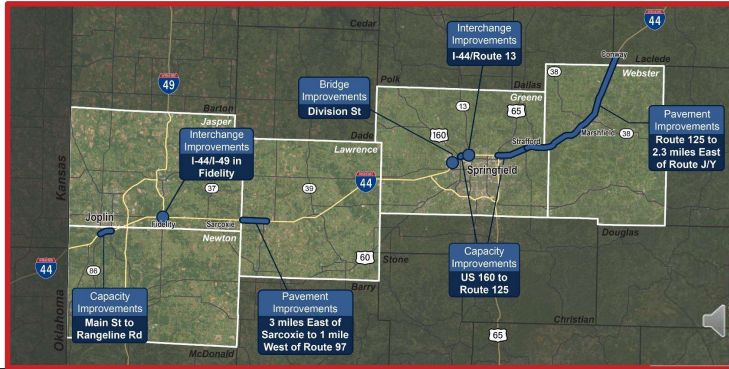 Cedar
44
Interchange
Improvements
I-44/Route 13
Conway
Laclede
Webster
49
Bridge
Improvements
Division St
Polk
Dallas
Greene
38
13
65
Barton
Jasper
Interchange
Improvements
I-44/I-49 in
Fidelity
Dade
Lawrence
160
Strafford
Marshfield
38
Pavement
Improvements
Route 125 to
2.3 miles East
of Route J/Y
Springfield
Kansas
37
39
44
Joplin
Fidelity
Sarcoxie
Newton
Douglas
44
86
60
Stone
Capacity
Improvements
US 160 to
Route 125
Oklahoma
Capacity
Improvements
Main St to
Rangeline Rd
Pavement
Improvements
3 miles East of
Sarcoxie to 1 mile
West of Route 97
Barry
Christian
65
McDonald